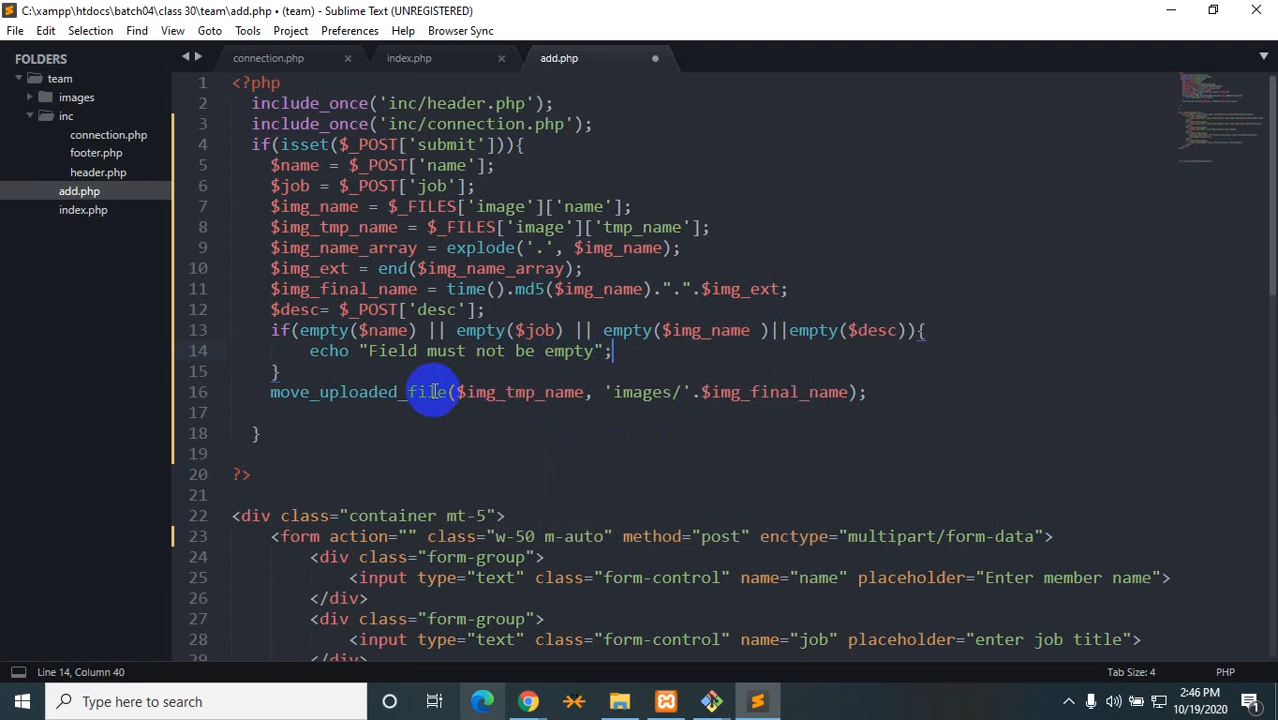 C:\xampp\htdocs\batch04\class 30\team\add.php • (team) - Sublime Text (UNREGISTERED)
File Edit Selection Find View Goto Tools Project Preferences Help Browser Sync
FOLDERS
team
images
inc
connection.php
footer.php
header.php
add.php
index.php
connection.php × index.php × add.php
1 <?php
2 include_once('inc/header.php');
3 include_once('inc/connection.php');
4 if(isset($_POST['submit'])){
5 $name = $_POST['name'];
6 $job = $_POST['job'];
7 $img_name = $_FILES['image']['name'];
8 $img_tmp_name = $_FILES['image']['tmp_name'];
9 $img_name_array = explode('.', $img_name);
10 $img_ext = end($img_name_array);
11 $img_final_name = time().md5($img_name).".".$img_ext;
12 $desc= $_POST['desc'];
13 if(empty($name) || empty($job) || empty($img_name )||empty($desc)){
14 echo "Field must not be empty";
15 }
16 move_uploaded_file($img_tmp_name, 'images/'.$img_final_name);
17
18 }
19
20 ?>
21
22 <div class="container mt-5">
23 <form action="" class="w-50 m-auto" method="post" enctype="multipart/form-data">
24 <div class="form-group">
25 <input type="text" class="form-control" name="name" placeholder="Enter member name">
26 </div>
27 <div class="form-group">
28 <input type="text" class="form-control" name="job" placeholder="enter job title">
29 </div>
Line 14, Column 40
Tab Size: 4 PHP
Type here to search
2:46 PM
10/19/2020